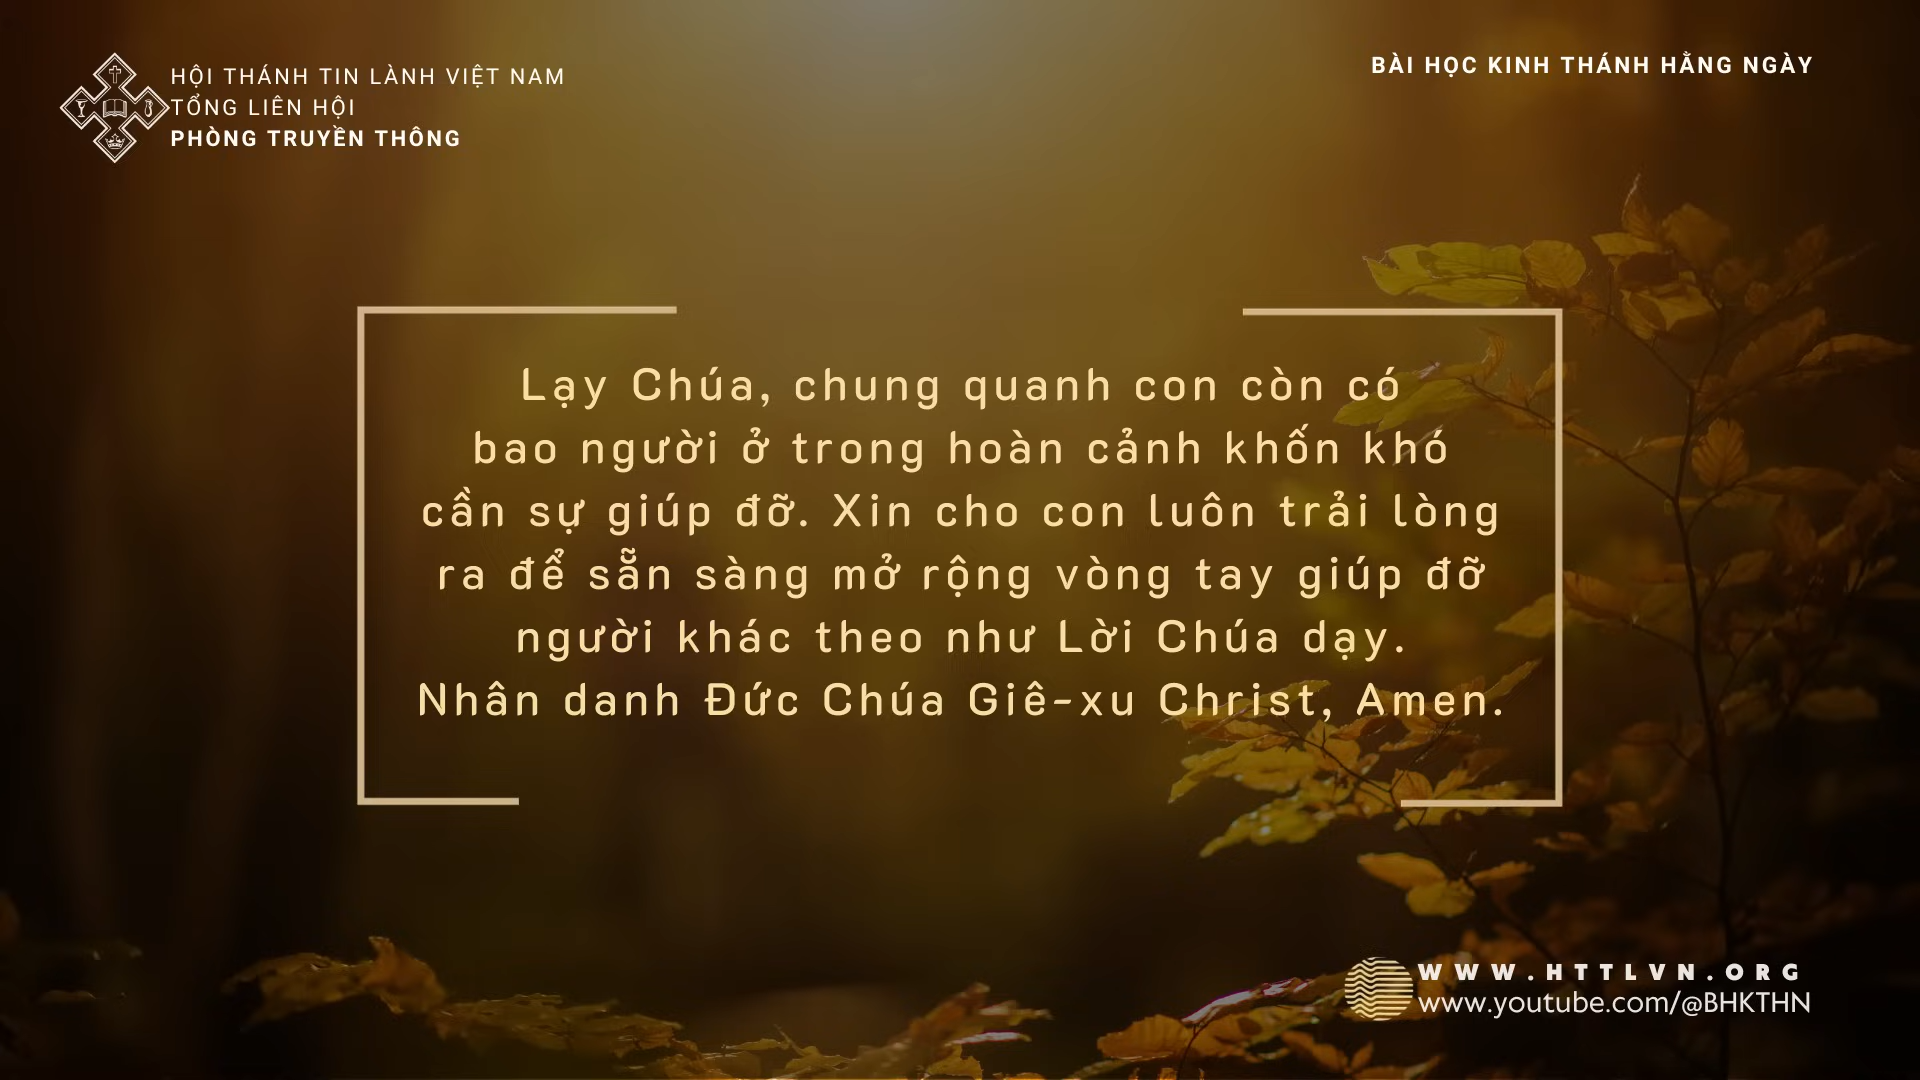 HỘI THÁNH TIN LÀNH VIỆT NAM
TỔNG LIÊN HỘI
PHÒNG TRUYỀN THÔNG
BÀI HỌC KINH THÁNH HẰNG NGÀY
Lạy Chúa, chung quanh con còn có
bao người ở trong hoàn cảnh khốn khó
cần sự giúp đỡ. Xin cho con luôn trải lòng
ra để sẵn sàng mở rộng vòng tay giúp đỡ
người khác theo như Lời Chúa dạy.
Nhân danh Đức Chúa Giê-xu Christ, Amen.
WWW.HTTLVN.ORG
www.youtube.com/@BHKTHN